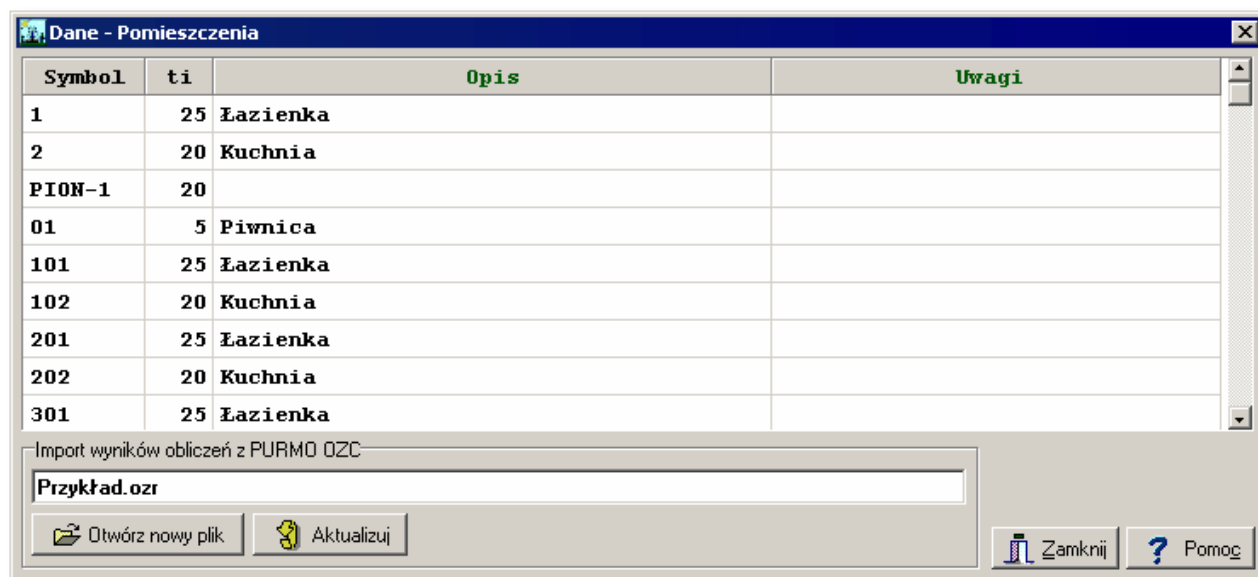 Dane - Pomieszczenia
Symbol ti Opis Uwagi
1 25 Łazienka
2 20 Kuchnia
PION-1 20
01 5 Piwnica
101 25 Łazienka
102 20 Kuchnia
201 25 Łazienka
202 20 Kuchnia
301 25 Łazienka
Import wyników obliczeń z PURMO OZC
Przykład.ozr
Otwórz nowy plik Aktualizuj
Zamknij ? Pomoc